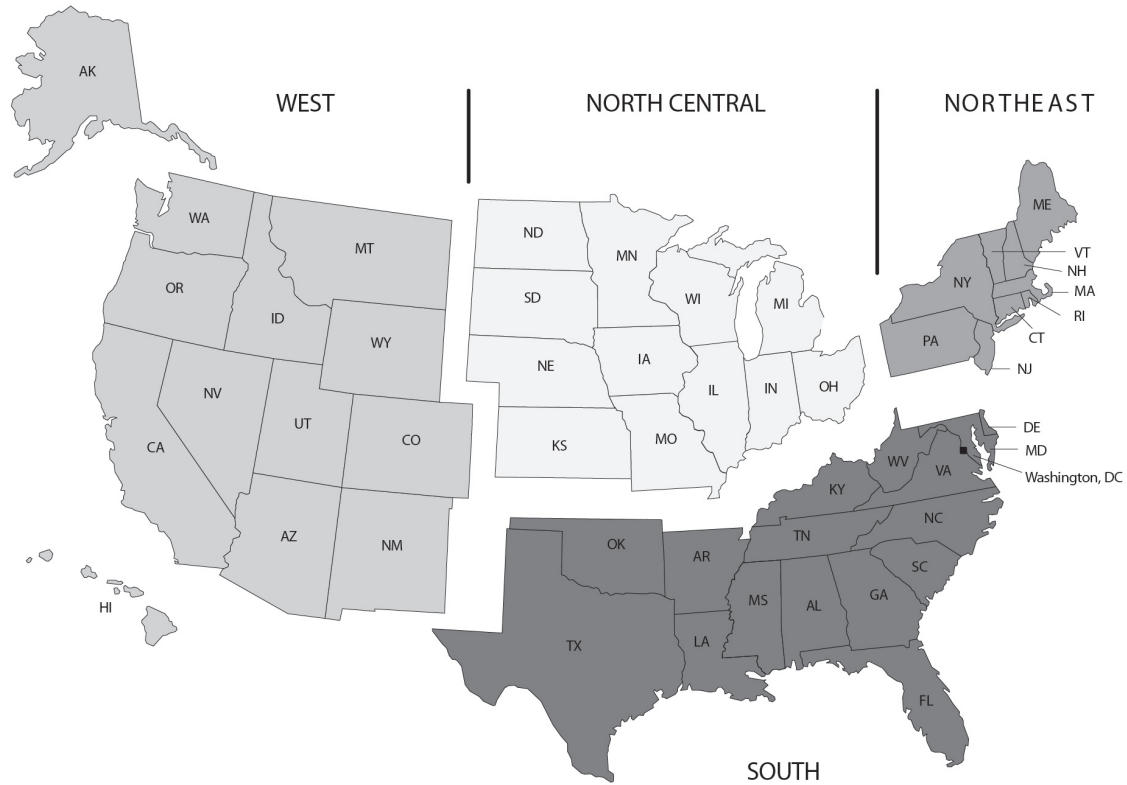 AK
WEST
NORTH CENTRAL
NORTHEAST
ME
WA
ND
MT
MN
VT
NH
NY
OR
SD
WI
MI
MA
RI
ID
CT
WY
PA
IA
NE
NJ
NV
IL
IN
OH
UT
CO
DE
CA
KS
MO
MD
WV
VA
Washington, DC
KY
NC
AZ
NM
OK
TN
AR
SC
HI
MS
AL
GA
TX
LA
FL
SOUTH